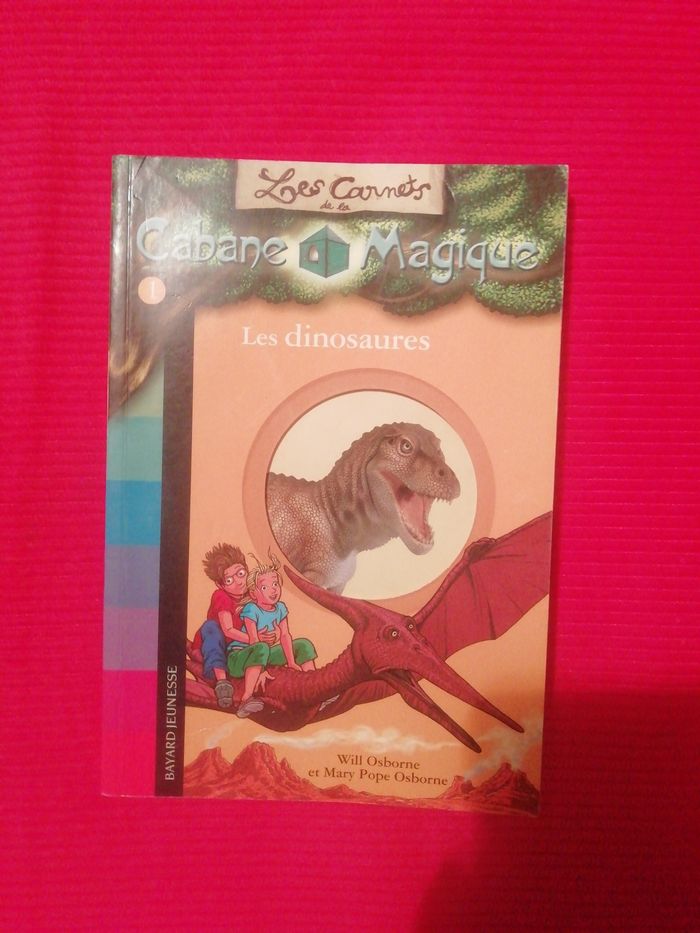 Les Carnets
de la
Cabane Magique
1
Les dinosaures
BAYARD JEUNESSE
Will Osborne
et Mary Pope Osborne